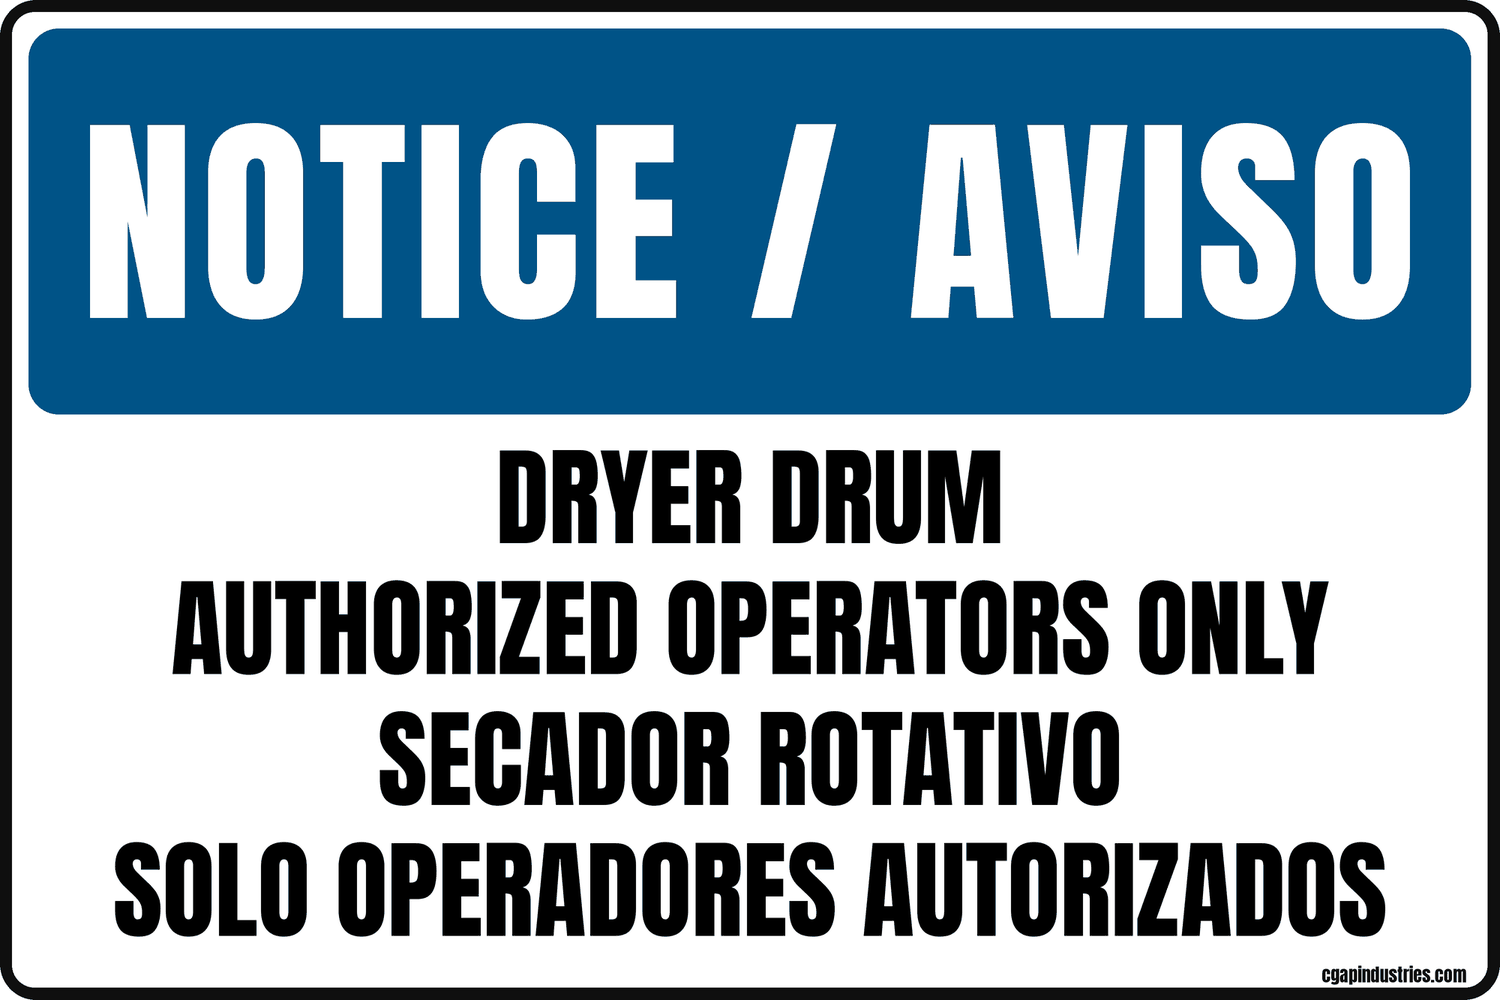 NOTICE / AVISO
DRYER DRUM
AUTHORIZED OPERATORS ONLY
SECADOR ROTATIVO
SOLO OPERADORES AUTORIZADOS
cgapindustries.com